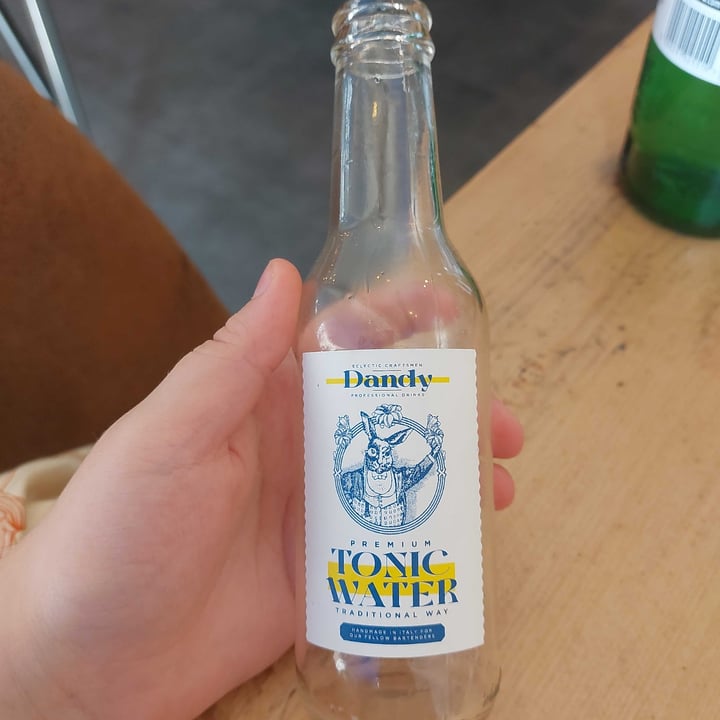 ECLECTIC CRAFTSMEN
Dandy
PROFESSIONAL DRINKS
PREMIUM
TONIC
WATER
TRADITIONAL WAY
HANDMADE IN ITALY FOR
OUR FELLOW BARTENDERS